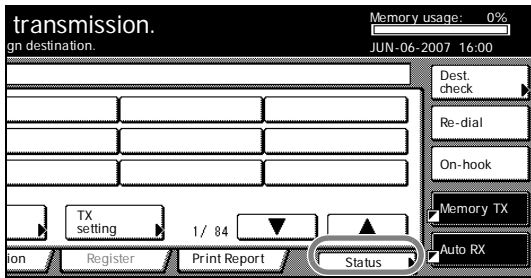 transmission.
Memory usage: 0%
gn destination.
JUN-06-2007 16:00
Dest.
check
Re-dial
On-hook
Memory TX
TX
setting
1/ 84
Auto RX
ion
Register
Print Report
Status